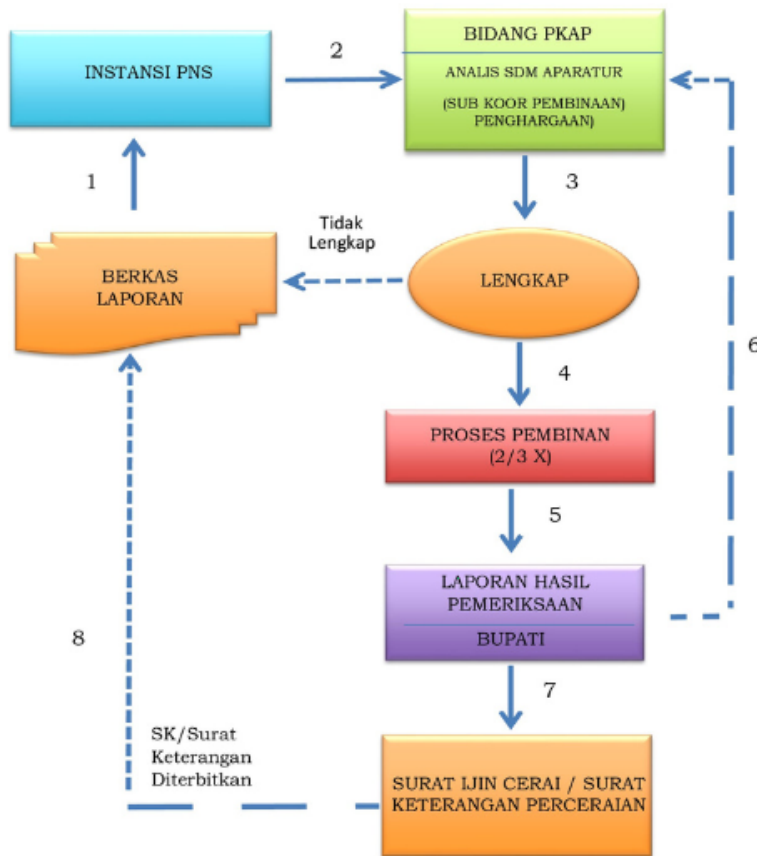 INSTANSI PNS
2
BIDANG PKAP
ANALIS SDM APARATUR
(SUB KOOR PEMBINAAN)
PENGHARGAAN)
1
3
Tidak
Lengkap
BERKAS
LAPORAN
LENGKAP
6
4
PROSES PEMBINAN
(2/3 X)
5
LAPORAN HASIL
PEMERIKSAAN
BUPATI
8
7
SK/Surat
Keterangan
Diterbitkan
SURAT IJIN CERAI / SURAT
KETERANGAN PERCERAIAN